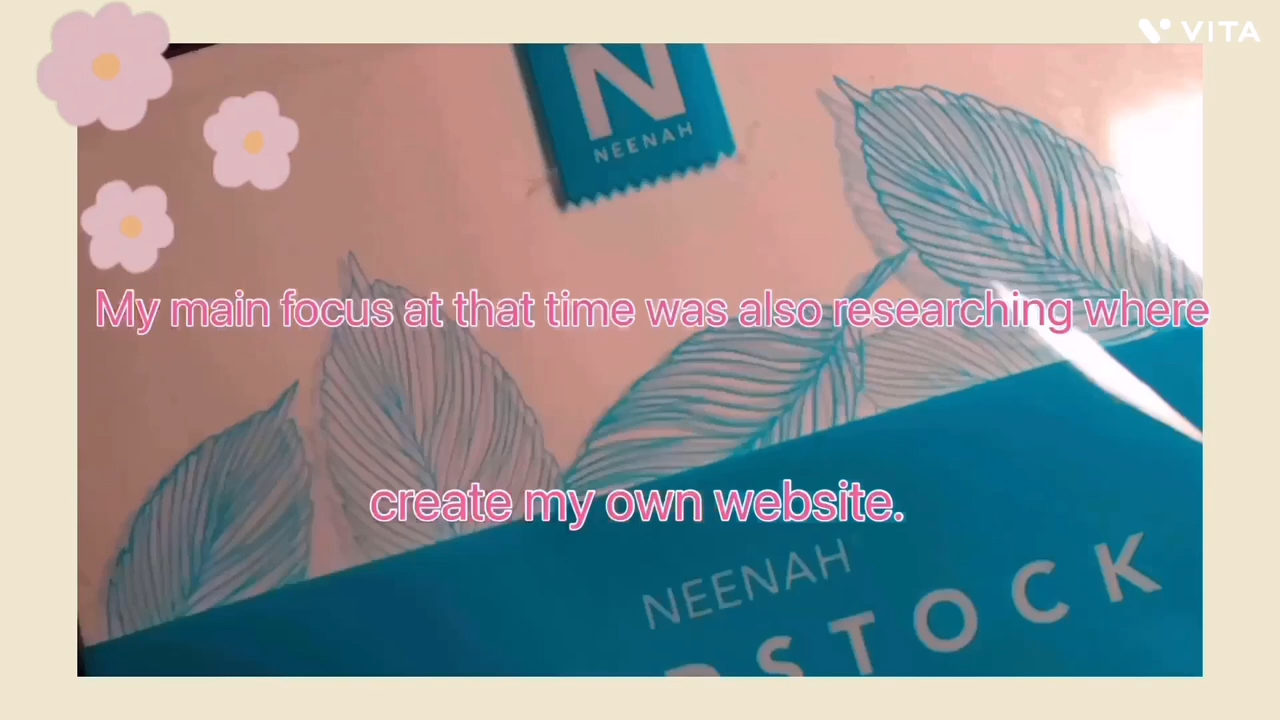 VITA
N
NEENAH
My main focus at that time was also researching where
create my own website.
NEENAH
STOCK